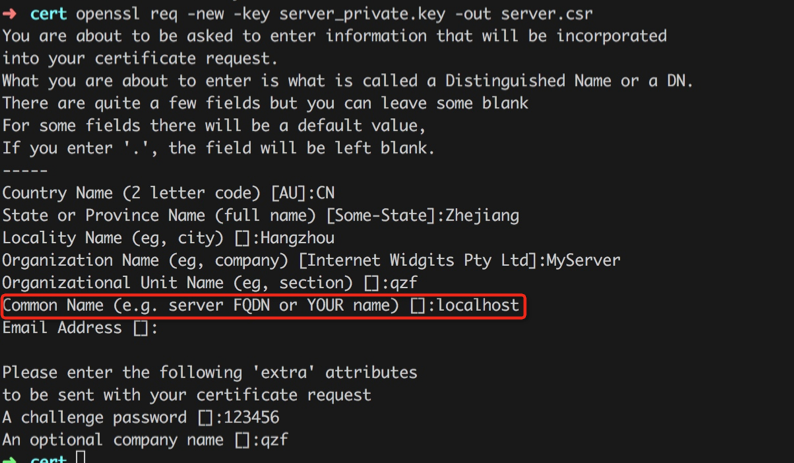 ➜ cert openssl req -new -key server_private.key -out server.csr
You are about to be asked to enter information that will be incorporated
into your certificate request.
What you are about to enter is what is called a Distinguished Name or a DN.
There are quite a few fields but you can leave some blank
For some fields there will be a default value,
If you enter '.', the field will be left blank.
-----
Country Name (2 letter code) [AU]:CN
State or Province Name (full name) [Some-State]:Zhejiang
Locality Name (eg, city) []:Hangzhou
Organization Name (eg, company) [Internet Widgits Pty Ltd]:MyServer
Organizational Unit Name (eg, section) []:qzf
Common Name (e.g. server FQDN or YOUR name) []:localhost
Email Address []:
Please enter the following 'extra' attributes
to be sent with your certificate request
A challenge password []:123456
An optional company name []:qzf
➜ cert